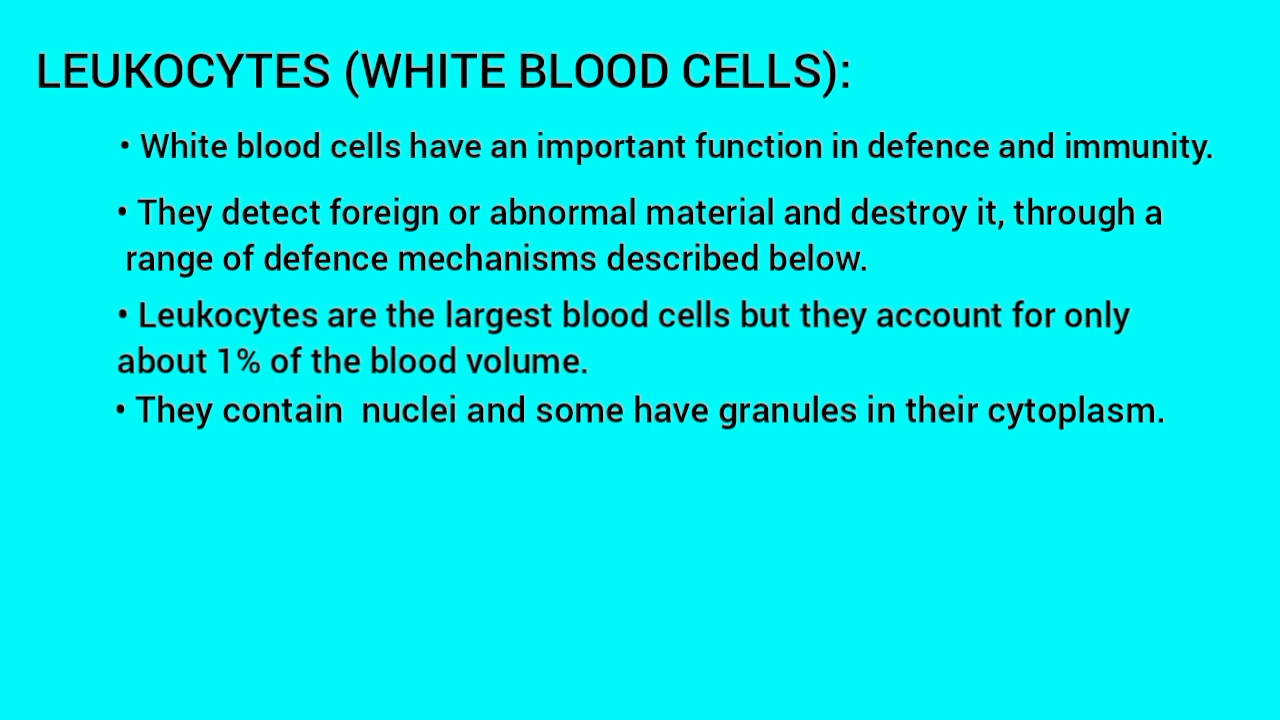 LEUKOCYTES (WHITE BLOOD CELLS):
• White blood cells have an important function in defence and immunity.
• They detect foreign or abnormal material and destroy it, through a
range of defence mechanisms described below.
• Leukocytes are the largest blood cells but they account for only
about 1% of the blood volume.
• They contain  nuclei and some have granules in their cytoplasm.